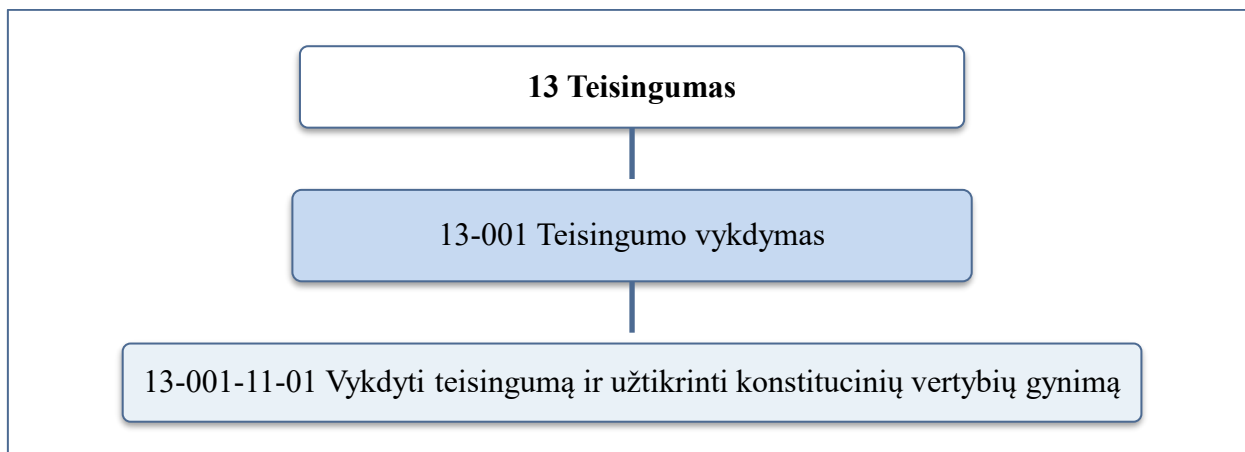 13 Teisingumas
13-001 Teisingumo vykdymas
13-001-11-01 Vykdyti teisingumą ir užtikrinti konstitucinių vertybių gynimą